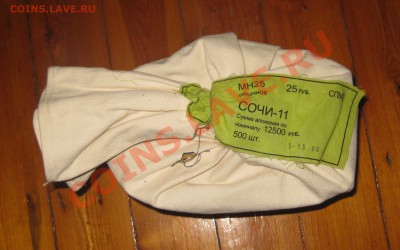 COINS.LAVE.RU
МН25 25 РУБ. СПМ
СОЧИ-11
Сумма вложения по
номиналу 12500 руб.
500 шт.
COINS.LAVE.RU